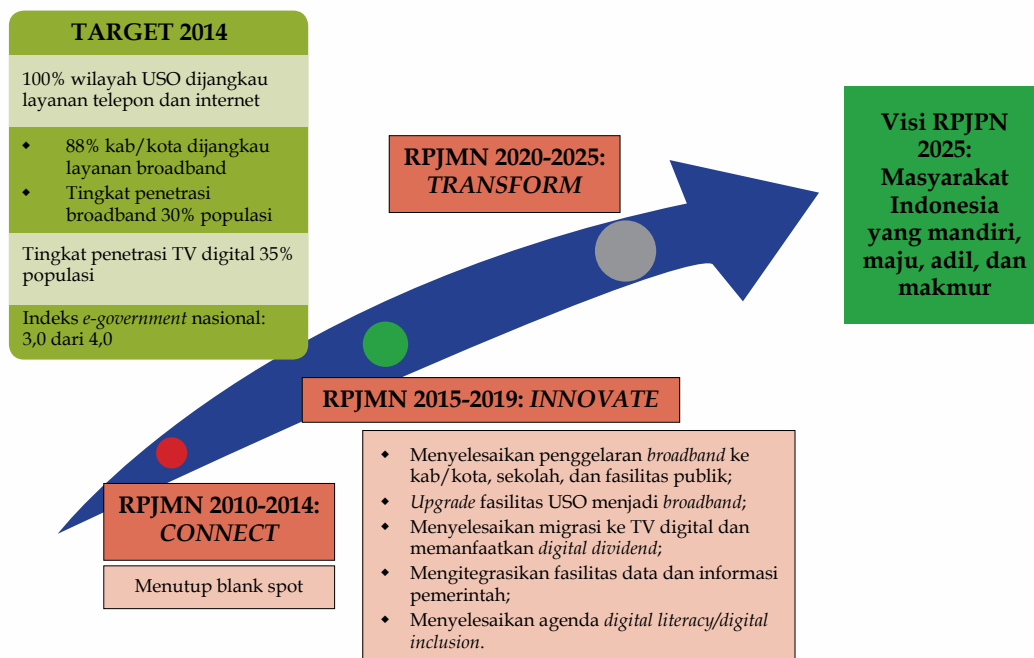 TARGET 2014
100% wilayah USO dijangkau
layanan telepon dan internet
◆ 88% kab/kota dijangkau
layanan broadband
◆ Tingkat penetrasi
broadband 30% populasi
Tingkat penetrasi TV digital 35%
populasi
Indeks e-government nasional:
3,0 dari 4,0
RPJMN 2020-2025:
TRANSFORM
Visi RPJPN
2025:
Masyarakat
Indonesia
yang mandiri,
maju, adil, dan
makmur
RPJMN 2015-2019: INNOVATE
◆ Menyelesaikan penggelaran broadband ke
kab/kota, sekolah, dan fasilitas publik;
◆ Upgrade fasilitas USO menjadi broadband;
◆ Menyelesaikan migrasi ke TV digital dan
memanfaatkan digital dividend;
◆ Mengitegrasikan fasilitas data dan informasi
pemerintah;
◆ Menyelesaikan agenda digital literacy/digital
inclusion.
RPJMN 2010-2014:
CONNECT
Menutup blank spot